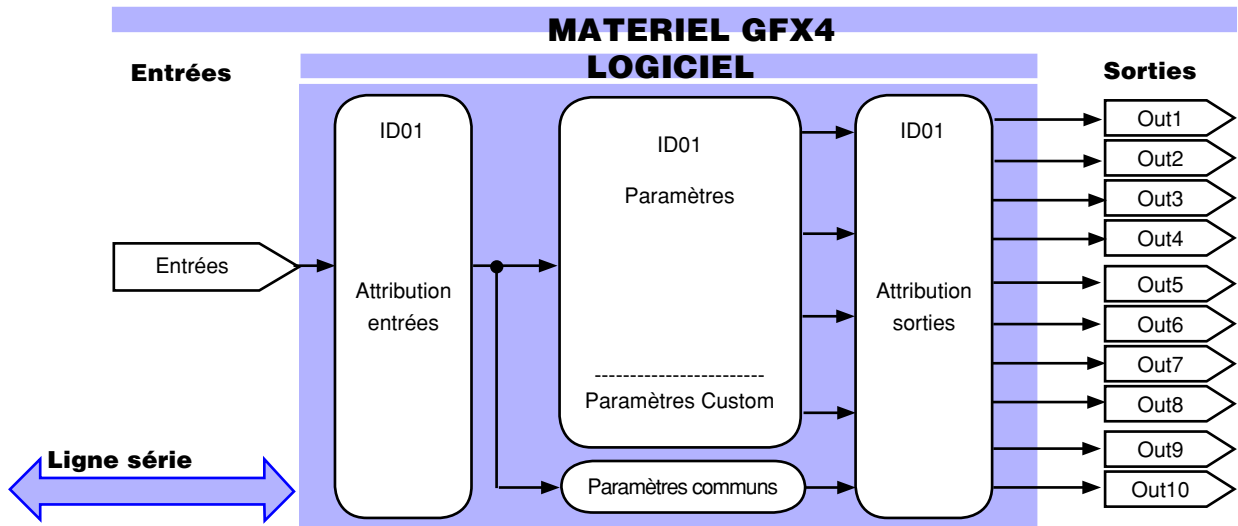 MATERIEL GFX4
LOGICIEL
Entrées
Sorties
Entrées
ID01
Attribution
entrées
ID01
Paramètres
-------------------------
Paramètres Custom
Paramètres communs
ID01
Attribution
sorties
Out1
Out2
Out3
Out4
Out5
Out6
Out7
Out8
Out9
Out10
Ligne série